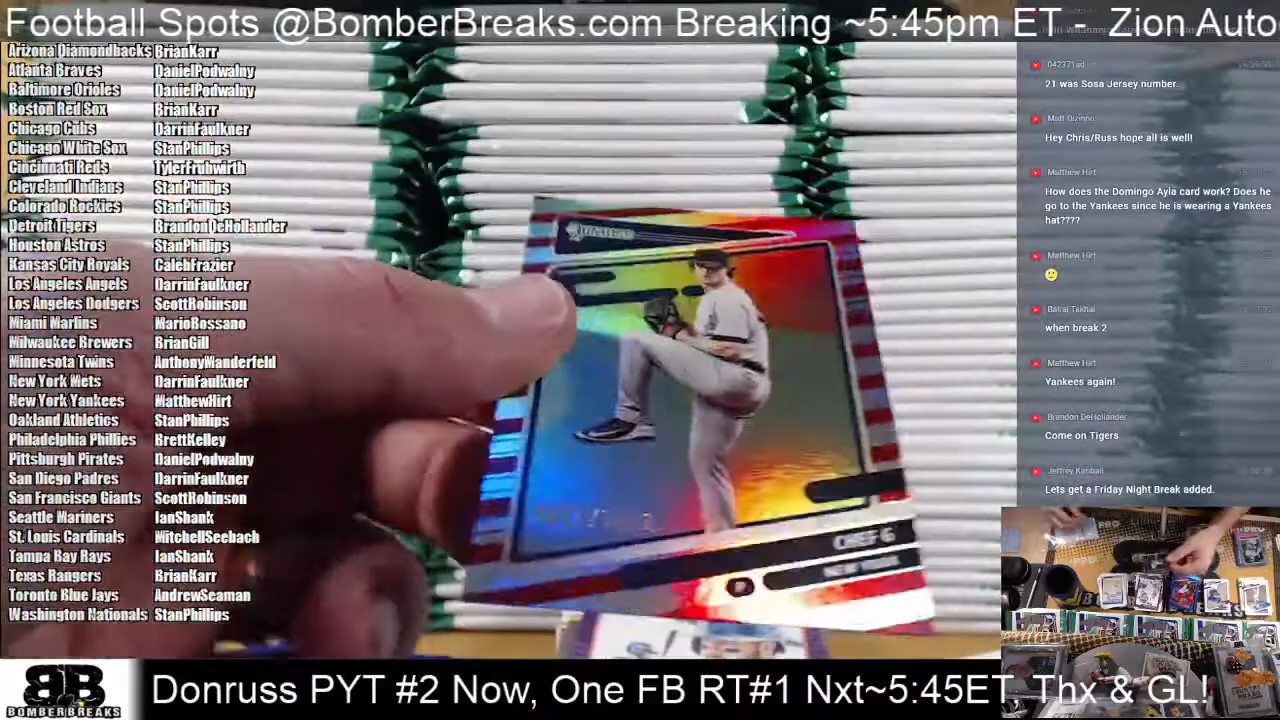 Football Spots @BomberBreaks.com Breaking ~5:45pm ET - Zion Auto
Arizona Diamondbacks BrianKarr
Atlanta Braves DanielPodwalny
Baltimore Orioles DanielPodwalny
Boston Red Sox BrianKarr
Chicago Cubs DarrinFaulkner
Chicago White Sox StanPhillips
Cincinnati Reds TylerFruhwirth
Cleveland Indians StanPhillips
Colorado Rockies StanPhillips
Detroit Tigers BrandonDeHollander
Houston Astros StanPhillips
Kansas City Royals CalebFrazier
Los Angeles Angels DarrinFaulkner
Los Angeles Dodgers ScottRobinson
Miami Marlins MarioRossano
Milwaukee Brewers BrianGill
Minnesota Twins AnthonyWanderfeld
New York Mets DarrinFaulkner
New York Yankees MatthewHirt
Oakland Athletics StanPhillips
Philadelphia Phillies BrettKelley
Pittsburgh Pirates DanielPodwalny
San Diego Padres DarrinFaulkner
San Francisco Giants ScottRobinson
Seattle Mariners IanShank
St. Louis Cardinals MitchellSeebach
Tampa Bay Rays IanShank
Texas Rangers BrianKarr
Toronto Blue Jays AndrewSeaman
Washington Nationals StanPhillips
Donruss
CHEF G
NEW YORK
21 was Sosa Jersey number.
Hey Chris/Russ hope all is well!
Matthew Hirt
How does the Domingo Ayla card work? Does he
go to the Yankees since he is wearing a Yankees
hat????
Matthew Hirt
when break 2
Matthew Hirt
Yankees again!
Brandon DeHollander
Come on Tigers
Jeffrey Kimball
Lets get a Friday Night Break added.
BB
BOMBERBREAKS
Donruss PYT #2 Now, One FB RT#1 Nxt~5:45ET Thx & GL!